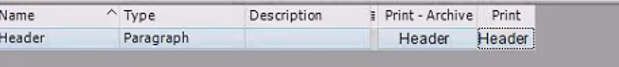 Name Type Description Print - Archive Print
Header Paragraph Header Header